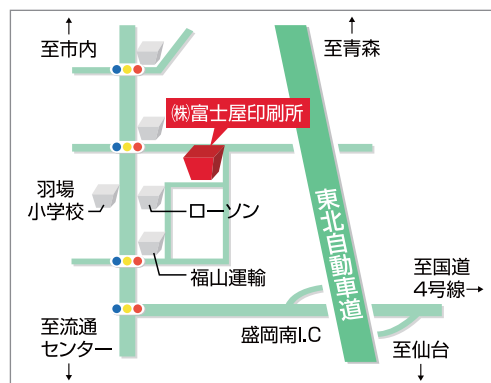 至市内
至青森
㈱富士屋印刷所
羽場
小学校
ローソン
東北自動車道
福山運輸
至国道
4号線→
至流通
センター
盛岡南I.C
至仙台